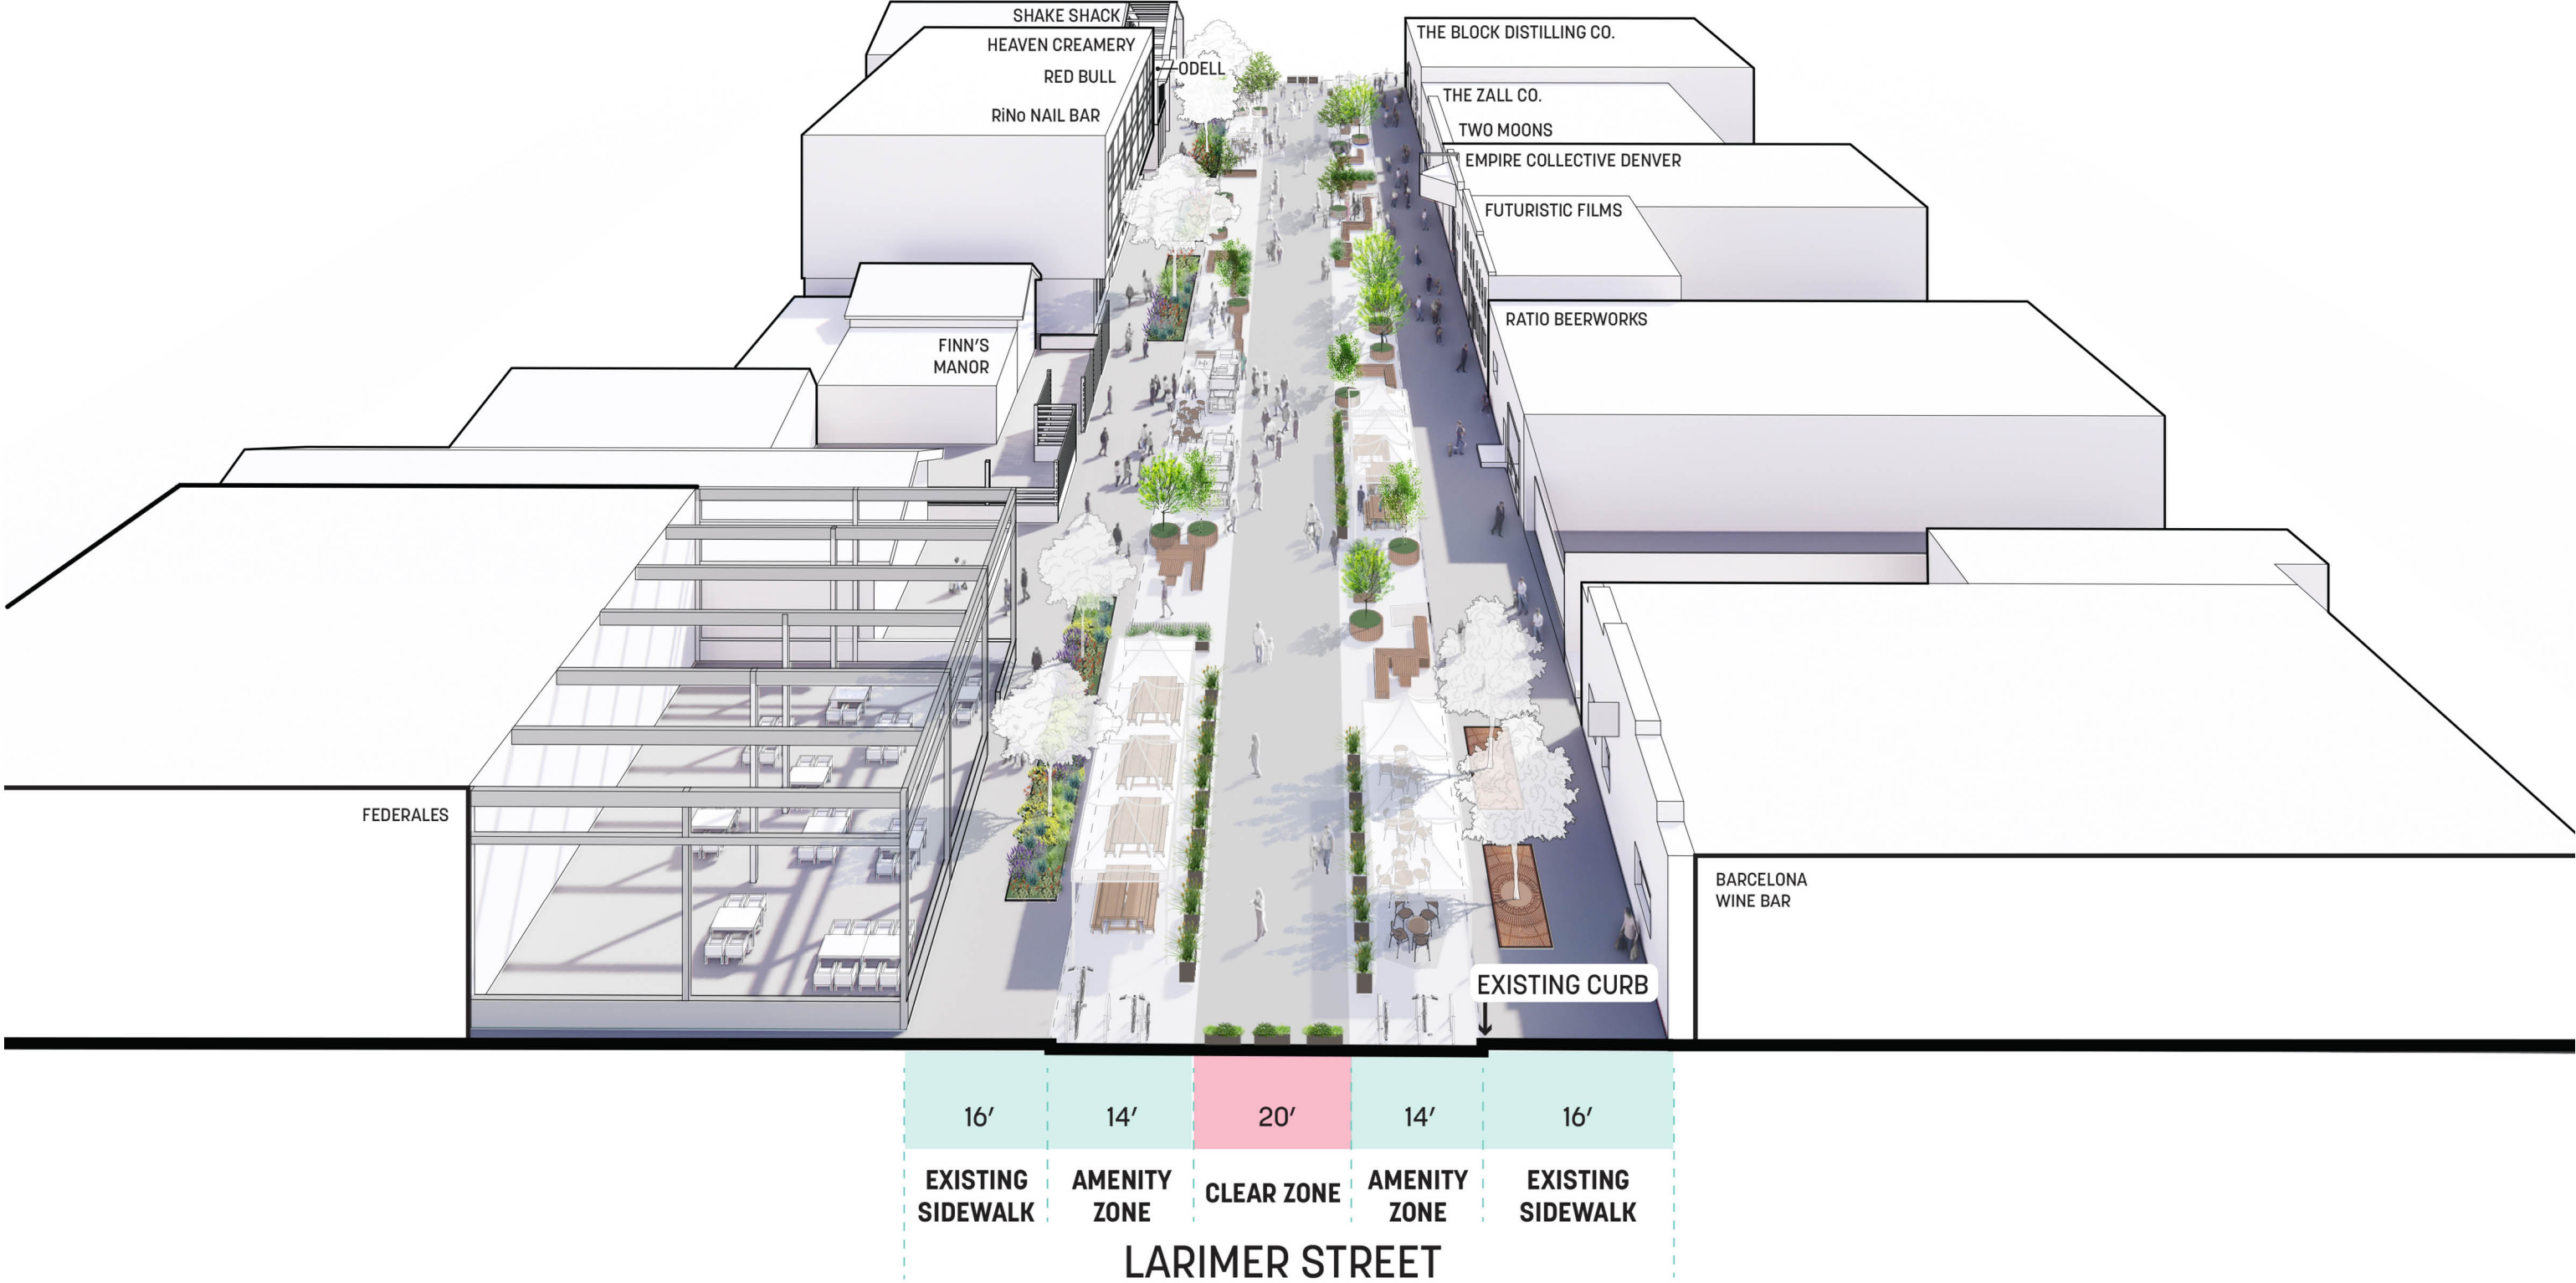 SHAKE SHACK
HEAVEN CREAMERY
RED BULL
RiNo NAIL BAR
ODELL
THE BLOCK DISTILLING CO.
THE ZALL CO.
TWO MOONS
EMPIRE COLLECTIVE DENVER
FUTURISTIC FILMS
RATIO BEERWORKS
FINN'S
MANOR
FEDERALES
BARCELONA
WINE BAR
EXISTING CURB
16' 14' 20' 14' 16'
EXISTING
SIDEWALK
AMENITY
ZONE
CLEAR ZONE
AMENITY
ZONE
EXISTING
SIDEWALK
LARIMER STREET